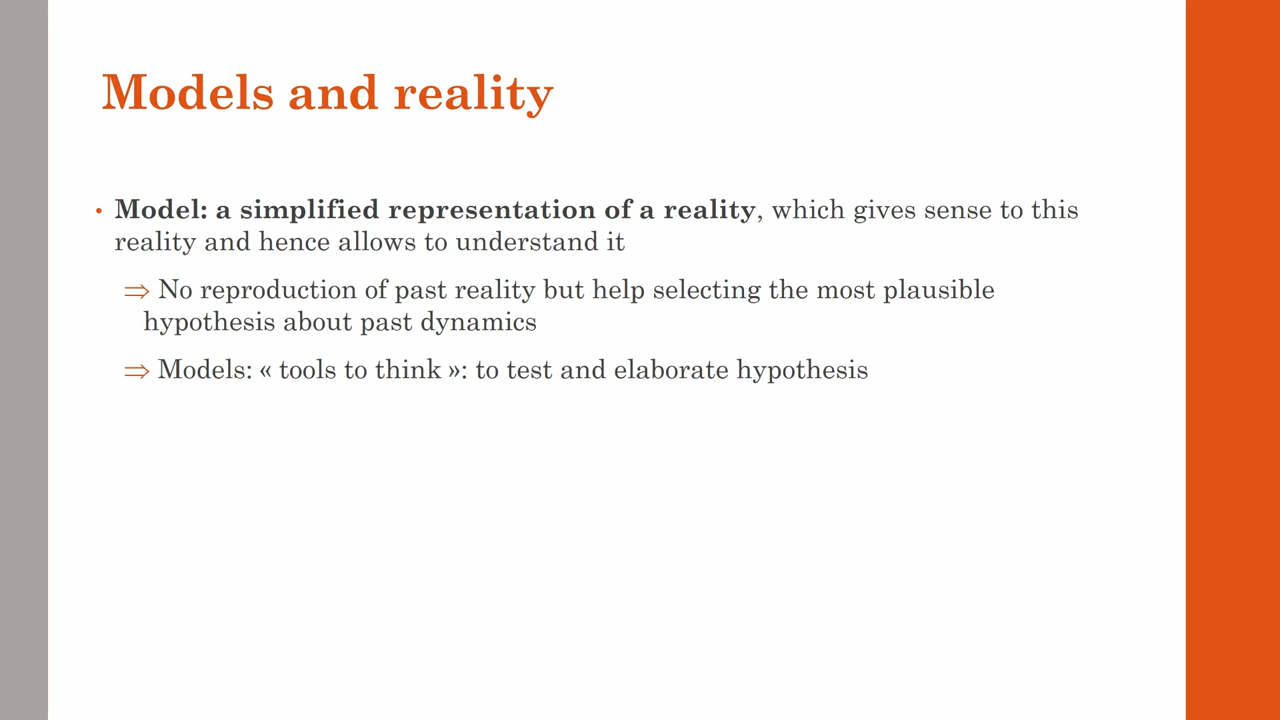 Models and reality
• Model: a simplified representation of a reality, which gives sense to this
reality and hence allows to understand it
⇒ No reproduction of past reality but help selecting the most plausible
hypothesis about past dynamics
⇒ Models: « tools to think »: to test and elaborate hypothesis